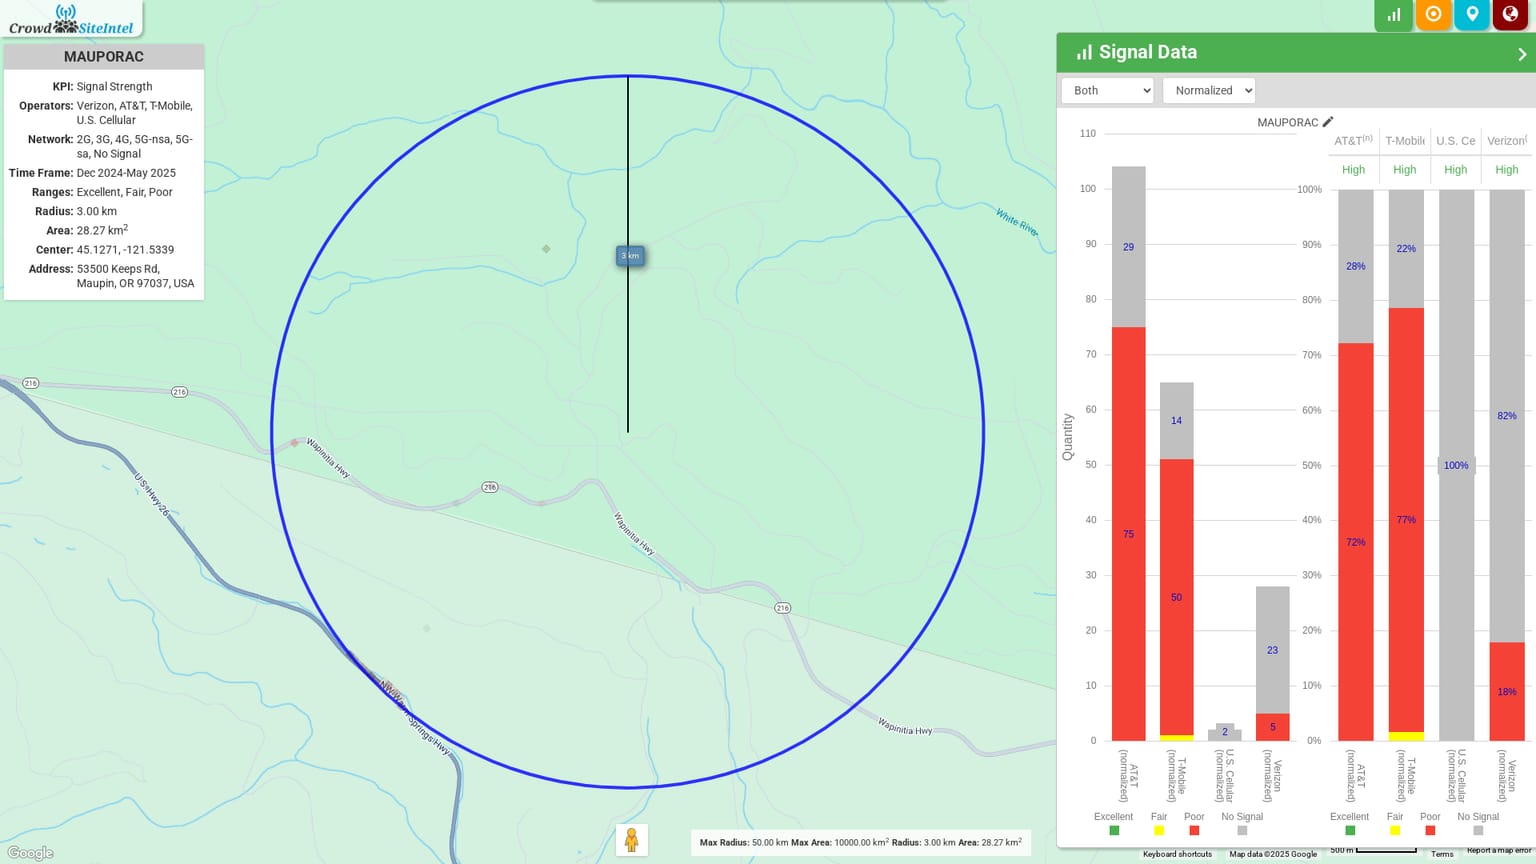 Crowd SiteIntel
MAUPORAC
KPI: Signal Strength
Operators: Verizon, AT&T, T-Mobile,
U.S. Cellular
Network: 2G, 3G, 4G, 5G-nsa, 5G-
sa, No Signal
Time Frame: Dec 2024-May 2025
Ranges: Excellent, Fair, Poor
Radius: 3.00 km
Area: 28.27 km²
Center: 45.1271, -121.5339
Address: 53500 Keeps Rd,
Maupin, OR 97037, USA
White River
3 km
216
216
Wapinitia Hwy
216
U.S. Hwy 26
Wapinitia Hwy
216
NW Warm Springs Hwy
Wapinitia Hwy
Google
Max Radius: 50.00 km Max Area: 10000.00 km² Radius: 3.00 km Area: 28.27 km²
Signal Data
Both
Normalized
MAUPORAC
110
100
90
80
70
60
50
40
30
20
10
0
Quantity
29
75
14
50
2
23
5
AT&T
(normalized)
T-Mobile
(normalized)
U.S. Cellular
(normalized)
Verizon
(normalized)
Excellent Fair Poor No Signal
AT&T(n) T-Mobile U.S. Ce Verizon(
High High High High
100%
90%
80%
70%
60%
50%
40%
30%
20%
10%
0%
28%
72%
22%
77%
100%
82%
18%
AT&T
(normalized)
T-Mobile
(normalized)
U.S. Cellular
(normalized)
Verizon
(normalized)
Excellent Fair Poor No Signal
Keyboard shortcuts Map data ©2025 Google 500 m Terms Report a map error